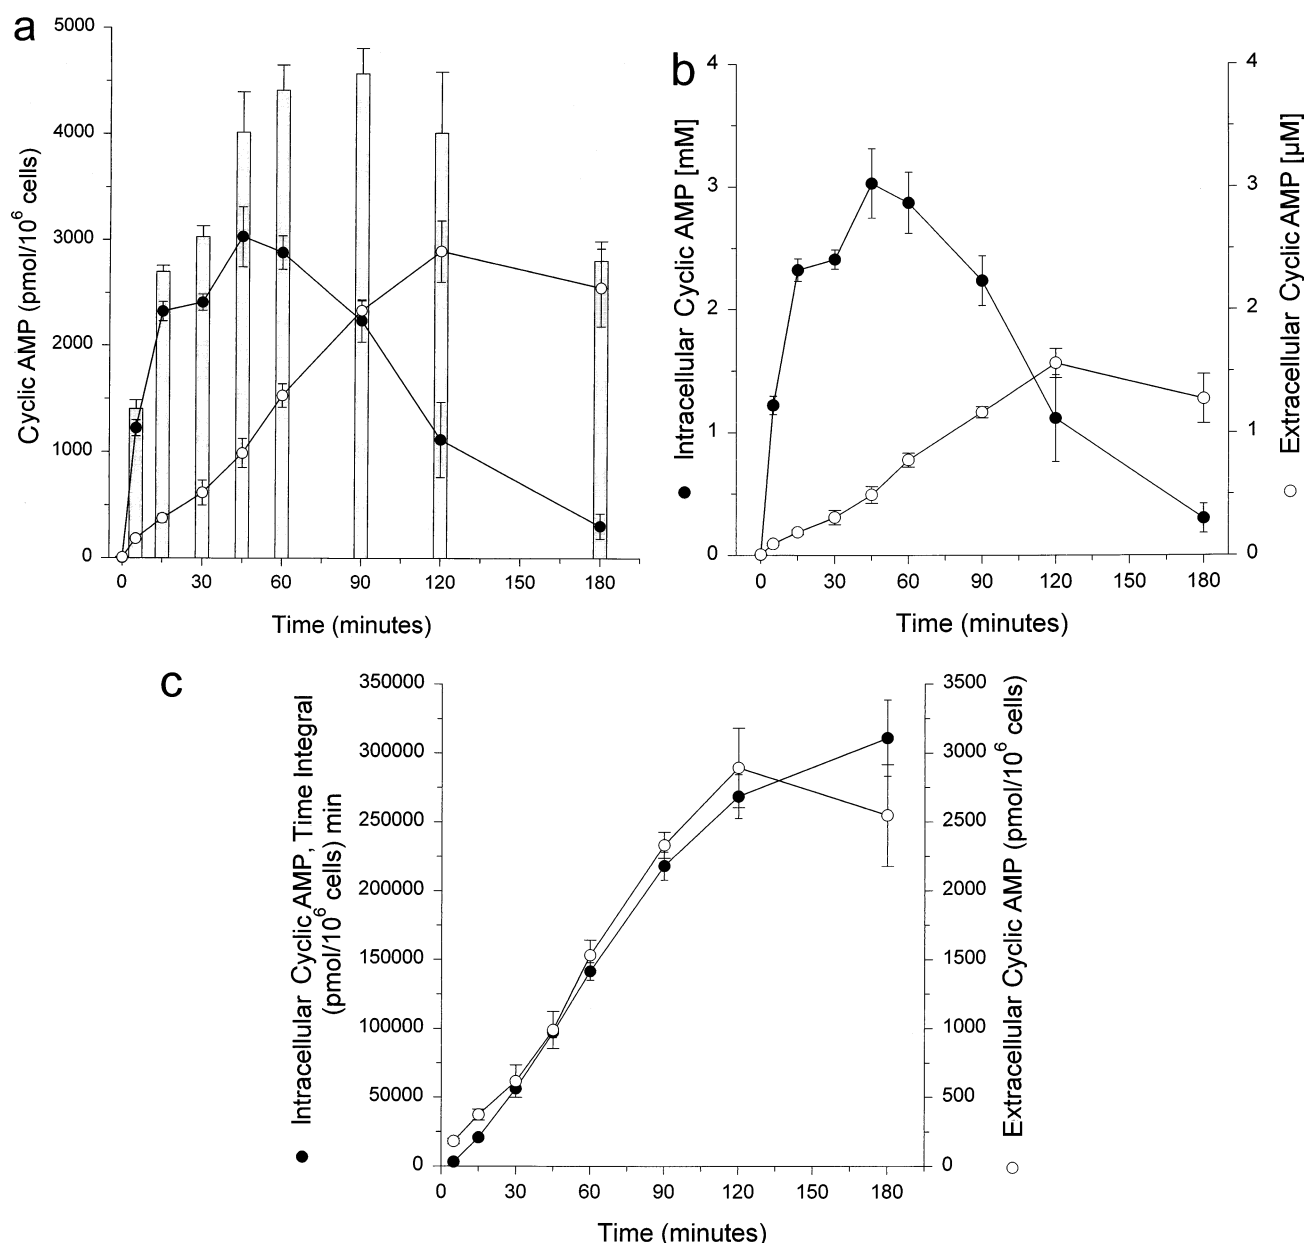 a
5000
4000
3000
2000
1000
0
Cyclic AMP (pmol/10⁶ cells)
0 30 60 90 120 150 180
Time (minutes)
b
4
3
2
1
0
Intracellular Cyclic AMP [mM]
4
3
2
1
0
Extracellular Cyclic AMP [µM]
0 30 60 90 120 150 180
Time (minutes)
c
350000
300000
250000
200000
150000
100000
50000
0
Intracellular Cyclic AMP, Time Integral
(pmol/10⁶ cells) min
3500
3000
2500
2000
1500
1000
500
0
Extracellular Cyclic AMP (pmol/10⁶ cells)
0 30 60 90 120 150 180
Time (minutes)